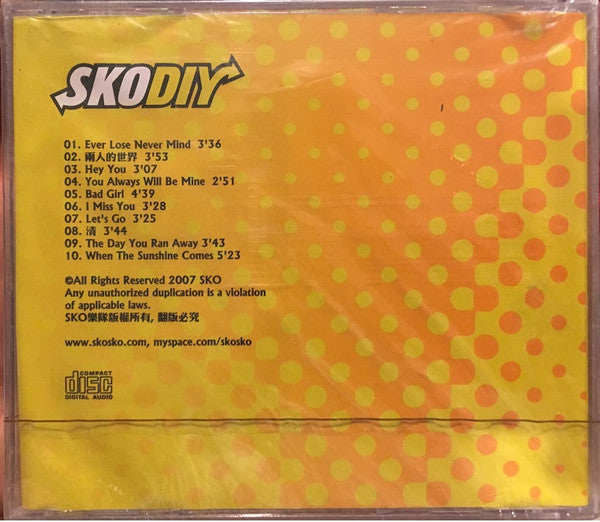 SKODIY
01. Ever Lose Never Mind 3'36
02. 兩人的世界 3'53
03. Hey You 3'07
04. You Always Will Be Mine 2'51
05. Bad Girl 4'39
06. I Miss You 3'28
07. Let's Go 3'25
08. 清 3'44
09. The Day You Ran Away 3'43
10. When The Sunshine Comes 5'23
©All Rights Reserved 2007 SKO
Any unauthorized duplication is a violation
of applicable laws.
SKO樂隊版權所有, 翻版必究
www.skosko.com, myspace.com/skosko
COMPACT
disc
DIGITAL AUDIO